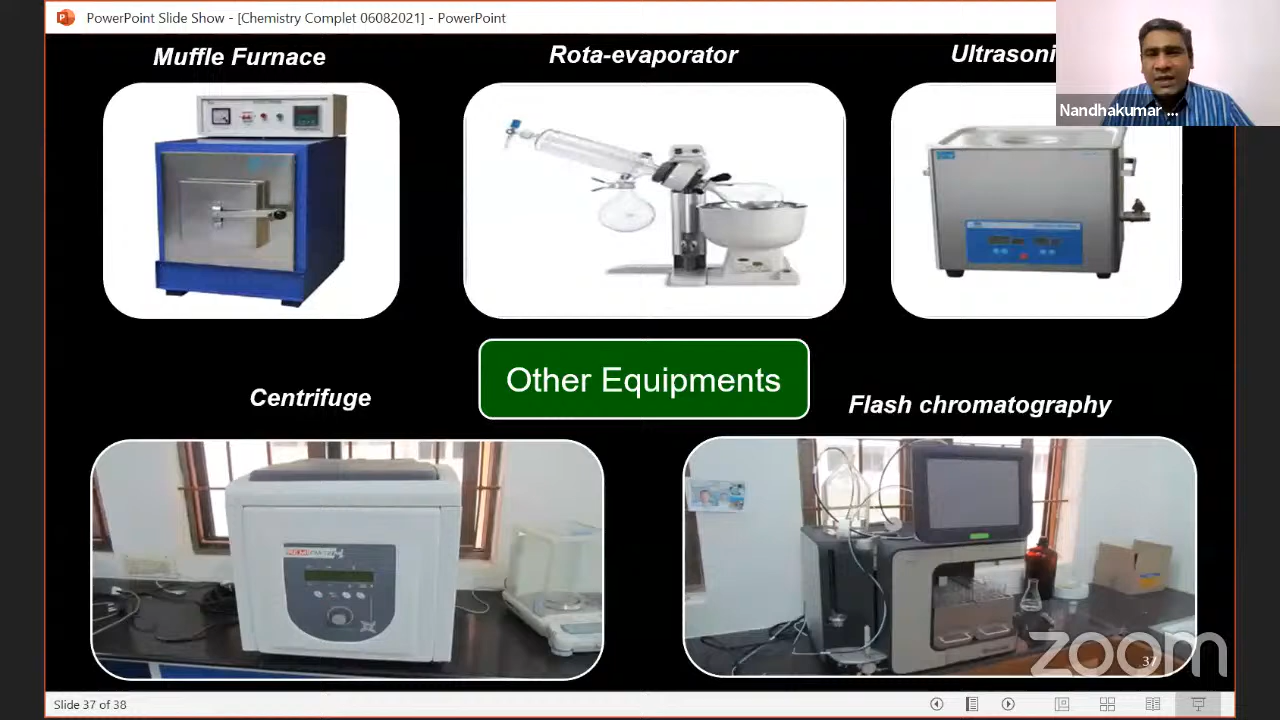 PowerPoint Slide Show - [Chemistry Complet 06082021] - PowerPoint
Muffle Furnace
Rota-evaporator
Ultrasoni
Nandhakumar ...
Other Equipments
Centrifuge
Flash chromatography
zoom
37
Slide 37 of 38